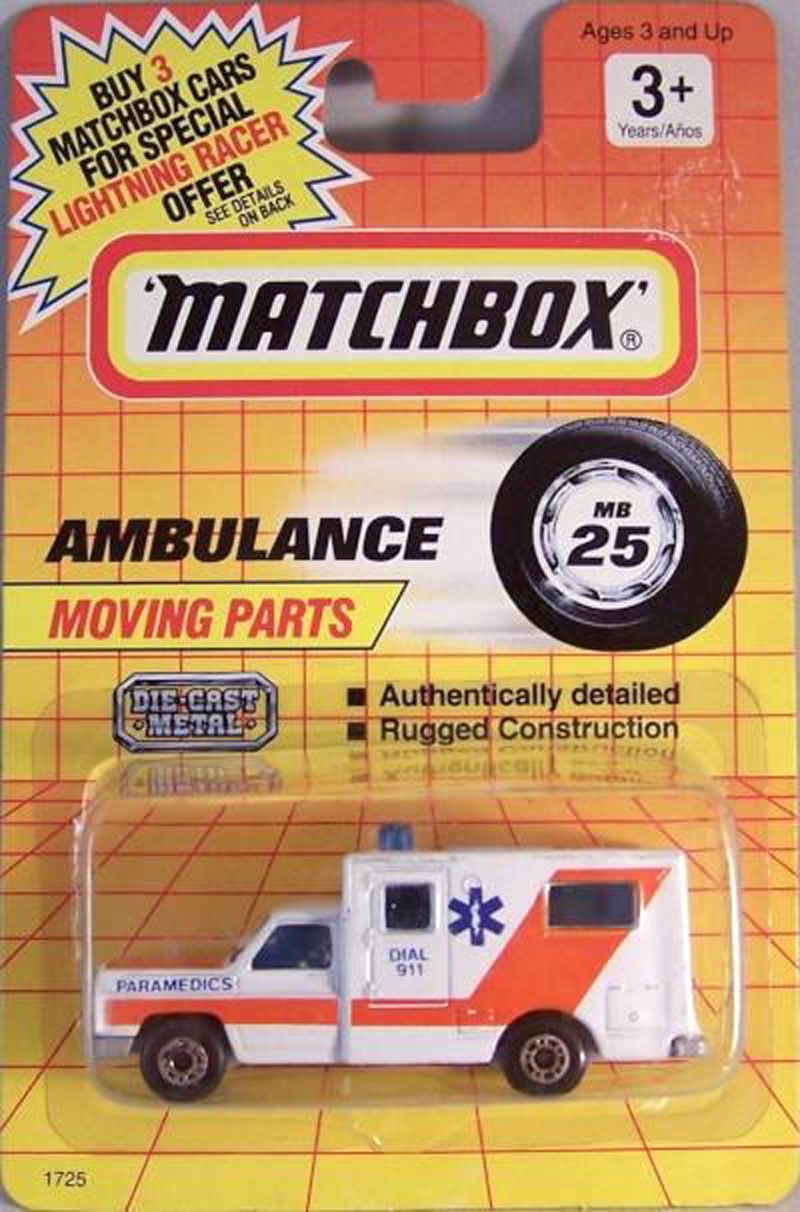 BUY 3
MATCHBOX CARS
FOR SPECIAL
LIGHTNING RACER
OFFER
SEE DETAILS
ON BACK
Ages 3 and Up
3+
Years/Años
'MATCHBOX'®
AMBULANCE
MB
25
MOVING PARTS
DIE-CAST
METAL
■ Authentically detailed
■ Rugged Construction
DIAL
911
PARAMEDICS
1725